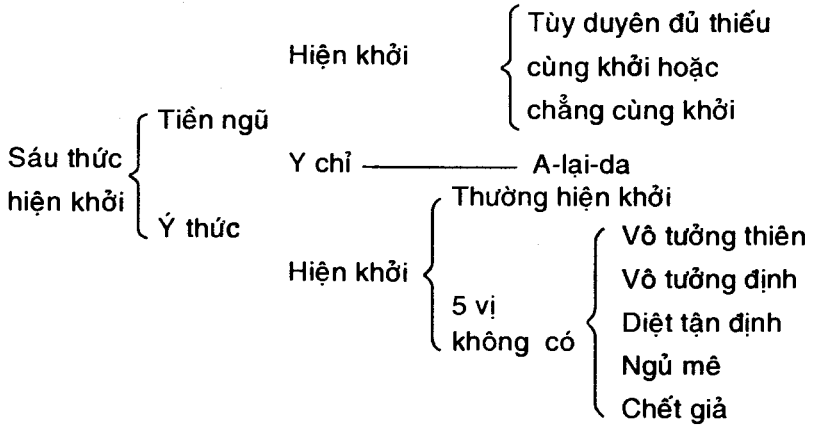 Hiện khởi
Tùy duyên đủ thiếu
cùng khởi hoặc
chẳng cùng khởi
Sáu thức
hiện khởi
Tiền ngũ
Ý thức
Y chỉ
A-lại-da
Hiện khởi
Thường hiện khởi
5 vị
không có
Vô tưởng thiên
Vô tưởng định
Diệt tận định
Ngủ mê
Chết giả